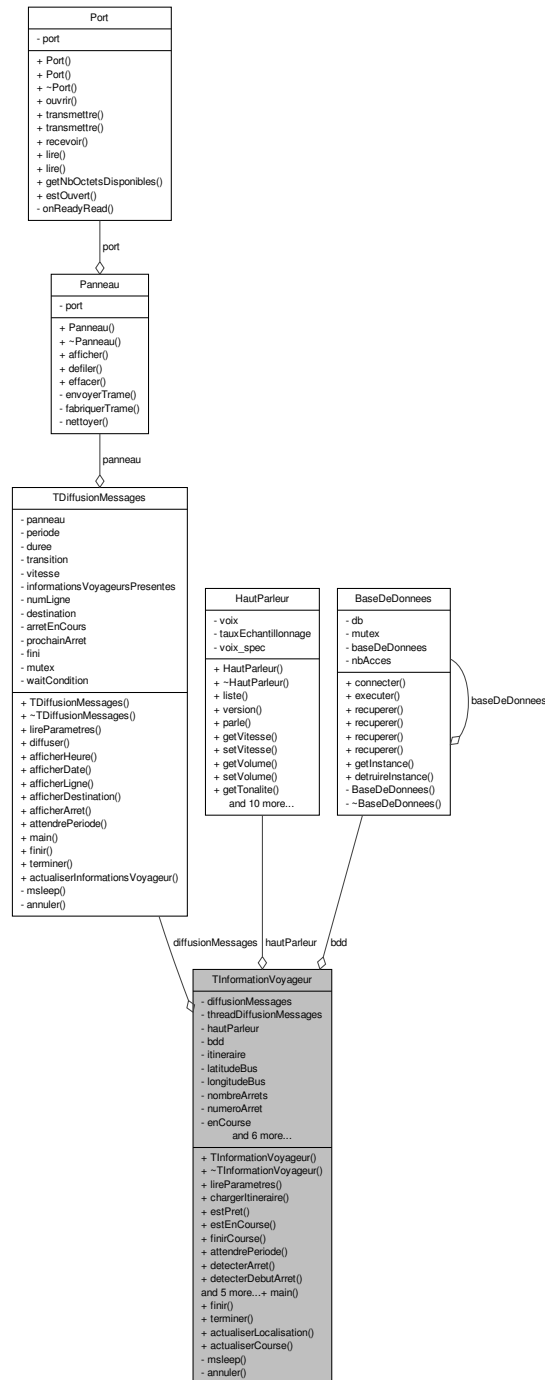 Port
- port
+ Port()
+ Port()
+ ~Port()
+ ouvrir()
+ transmettre()
+ transmettre()
+ recevoir()
+ lire()
+ lire()
+ getNbOctetsDisponibles()
+ estOuvert()
- onReadyRead()
port
Panneau
- port
+ Panneau()
+ ~Panneau()
+ afficher()
+ defiler()
+ effacer()
- envoyerTrame()
- fabriquerTrame()
- nettoyer()
panneau
TDiffusionMessages
- panneau
- periode
- duree
- transition
- vitesse
- informationsVoyageursPresentes
- numLigne
- destination
- arretEnCours
- prochainArret
- fini
- mutex
- waitCondition
+ TDiffusionMessages()
+ ~TDiffusionMessages()
+ lireParametres()
+ diffuser()
+ afficherHeure()
+ afficherDate()
+ afficherLigne()
+ afficherDestination()
+ afficherArret()
+ attendrePeriode()
+ main()
+ finir()
+ terminer()
+ actualiserInformationsVoyageur()
- msleep()
- annuler()
HautParleur
- voix
- tauxEchantillonnage
- voix_spec
+ HautParleur()
+ ~HautParleur()
+ liste()
+ version()
+ parle()
+ getVitesse()
+ setVitesse()
+ getVolume()
+ setVolume()
+ getTonalite()
and 10 more...
BaseDeDonnees
- db
- mutex
- baseDeDonnees
- nbAcces
+ connecter()
+ executer()
+ recuperer()
+ recuperer()
+ recuperer()
+ recuperer()
+ getInstance()
+ detruireInstance()
- BaseDeDonnees()
- ~BaseDeDonnees()
baseDeDonnees
diffusionMessages
hautParleur
bdd
TInformationVoyageur
- diffusionMessages
- threadDiffusionMessages
- hautParleur
- bdd
- itineraire
- latitudeBus
- longitudeBus
- nombreArrets
- numeroArret
- enCourse
and 6 more...
+ TInformationVoyageur()
+ ~TInformationVoyageur()
+ lireParametres()
+ chargerItineraire()
+ estPret()
+ estEnCourse()
+ finirCourse()
+ attendrePeriode()
+ detecterArret()
+ detecterDebutArret()
and 5 more...+ main()
+ finir()
+ terminer()
+ actualiserLocalisation()
+ actualiserCourse()
- msleep()
- annuler()